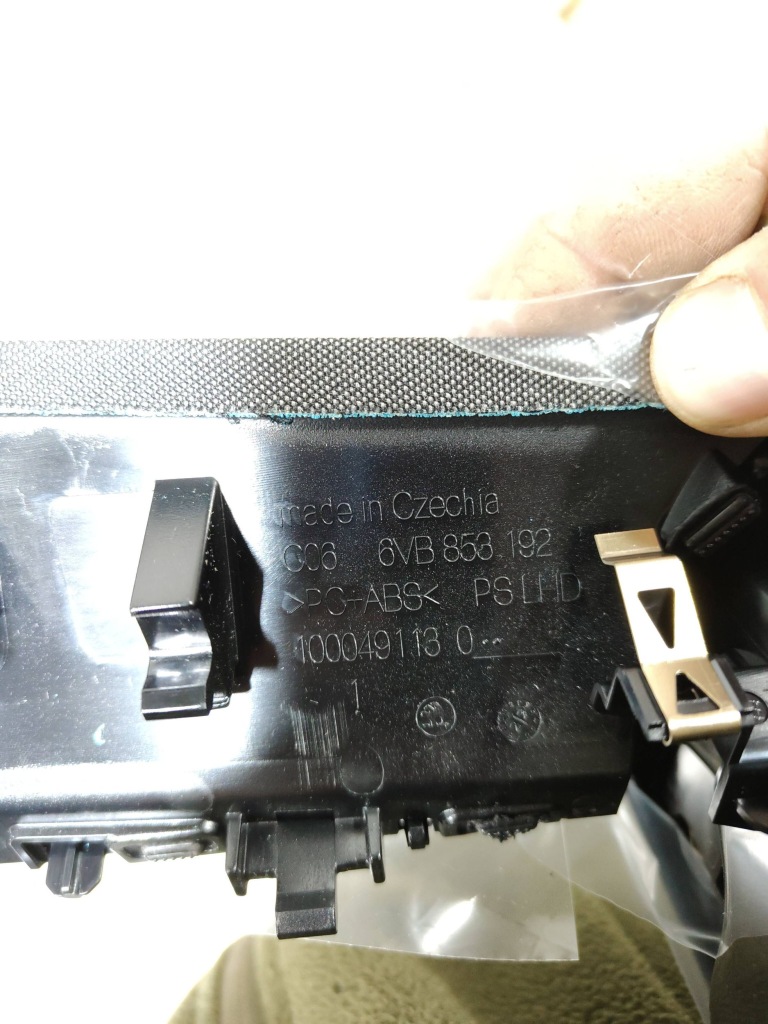 made in Czechia
C06 6VB 853 192
>PC-ABS< PS LHD
100049113 0
1